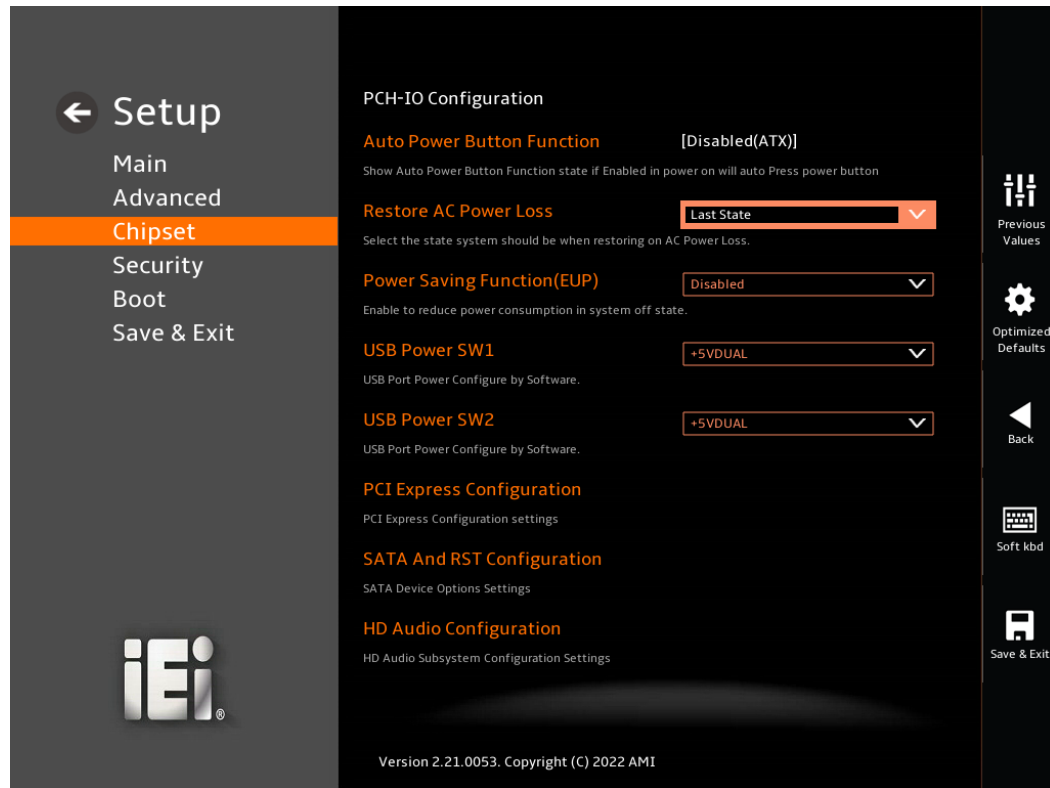 Setup
Main
Advanced
Chipset
Security
Boot
Save & Exit
iEi®
PCH-IO Configuration
Auto Power Button Function [Disabled(ATX)]
Show Auto Power Button Function state if Enabled in power on will auto Press power button
Restore AC Power Loss Last State
Select the state system should be when restoring on AC Power Loss.
Power Saving Function(EUP) Disabled
Enable to reduce power consumption in system off state.
USB Power SW1 +5VDUAL
USB Port Power Configure by Software.
USB Power SW2 +5VDUAL
USB Port Power Configure by Software.
PCI Express Configuration
PCI Express Configuration settings
SATA And RST Configuration
SATA Device Options Settings
HD Audio Configuration
HD Audio Subsystem Configuration Settings
Version 2.21.0053. Copyright (C) 2022 AMI
Previous
Values
Optimized
Defaults
Back
Soft kbd
Save & Exit